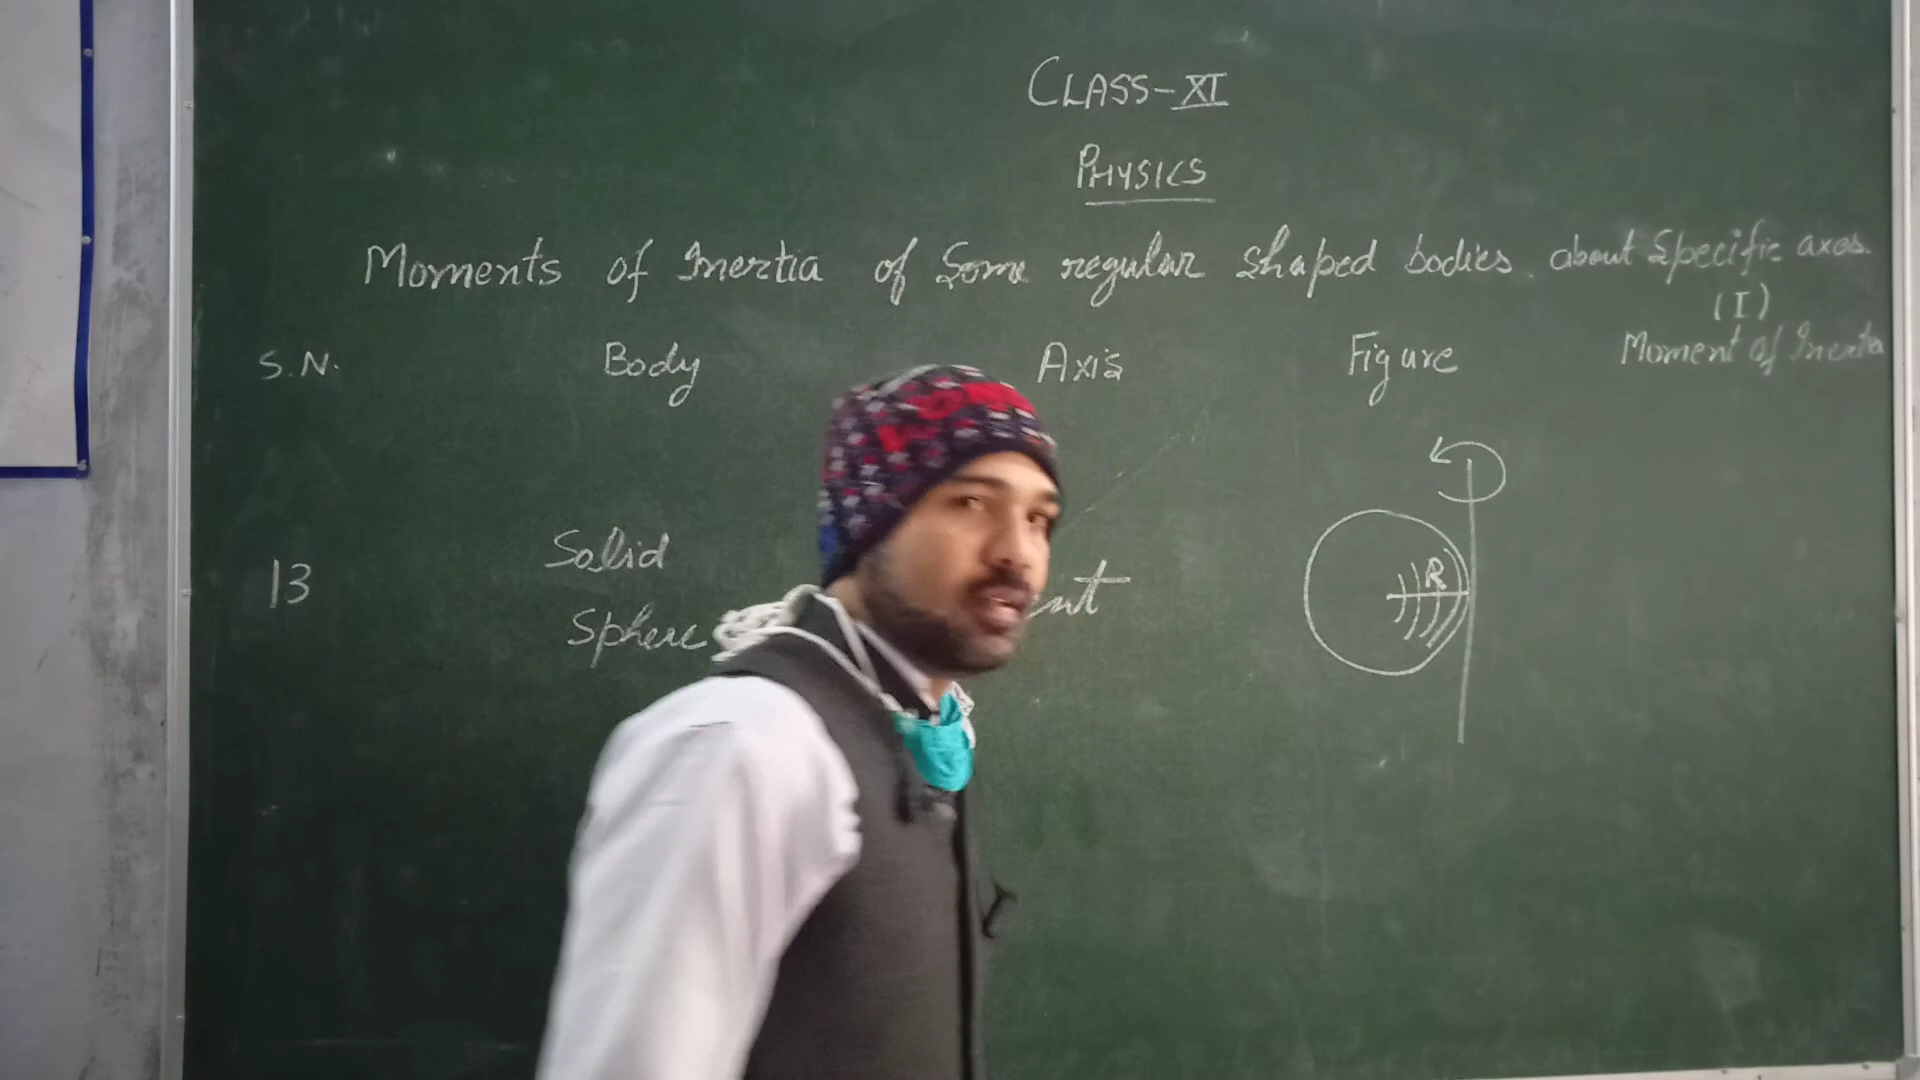 CLASS-XI
PHYSICS
Moments of Inertia of Some regular shaped bodies about Specific axes.
(I)
S.N. Body Axis Figure Moment of Inertia
13 Solid Sphere
R